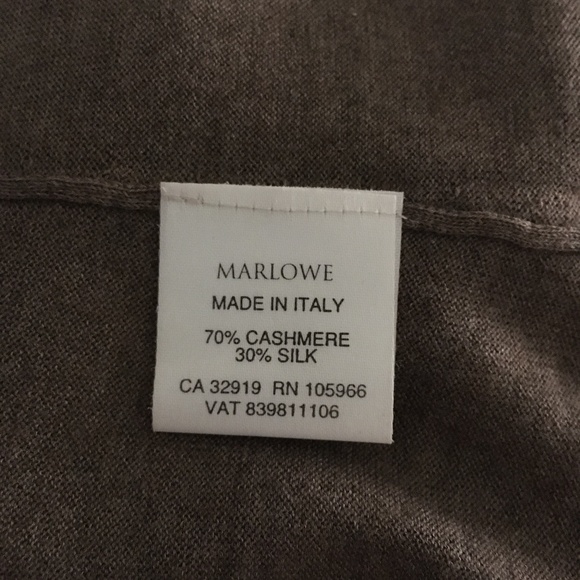 MARLOWE
MADE IN ITALY
70% CASHMERE
30% SILK
CA 32919 RN 105966
VAT 839811106